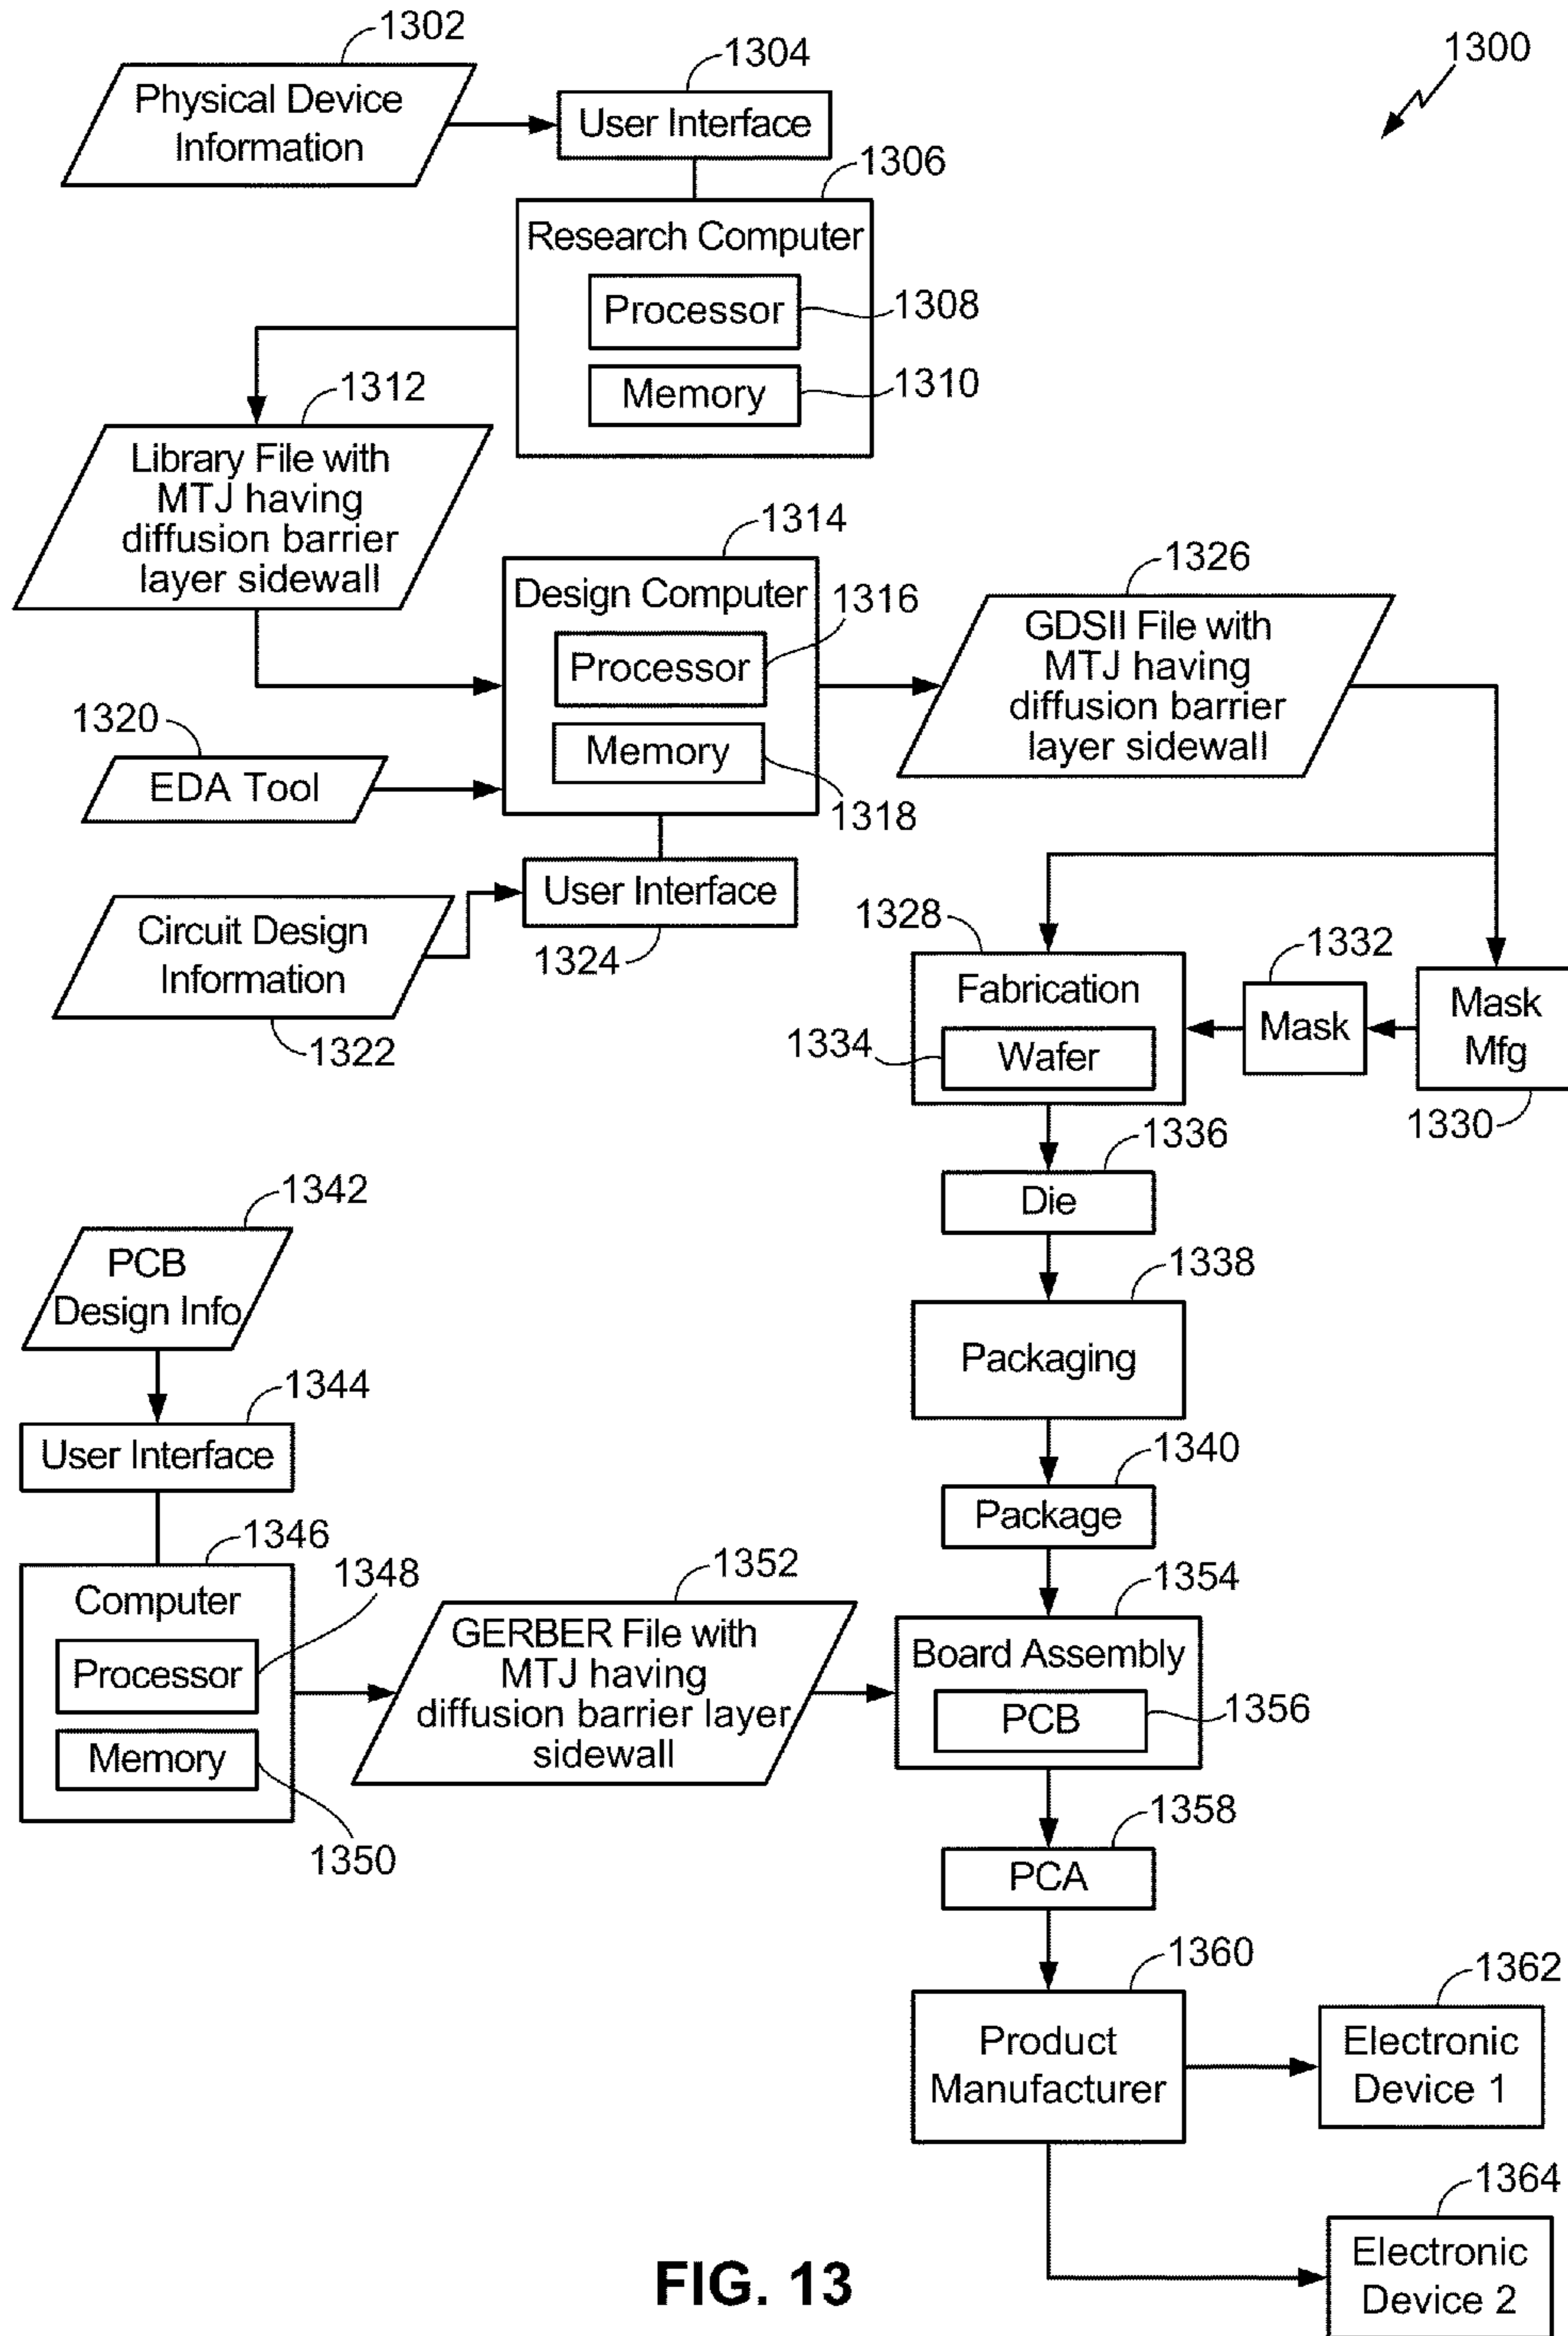 1302
Physical Device
Information
1304
User Interface
1300
1306
Research Computer
Processor
1308
Memory
1310
1312
Library File with
MTJ having
diffusion barrier
layer sidewall
1314
Design Computer
1316
Processor
Memory
1318
1326
GDSII File with
MTJ having
diffusion barrier
layer sidewall
1320
EDA Tool
User Interface
1324
Circuit Design
Information
1322
1328
Fabrication
1334
Wafer
1332
Mask
Mask
Mfg
1330
1336
Die
1338
Packaging
1340
Package
1342
PCB
Design Info
1344
User Interface
1346
Computer
1348
Processor
Memory
1350
1352
GERBER File with
MTJ having
diffusion barrier layer
sidewall
1354
Board Assembly
PCB
1356
1358
PCA
1360
Product
Manufacturer
1362
Electronic
Device 1
1364
Electronic
Device 2
FIG. 13